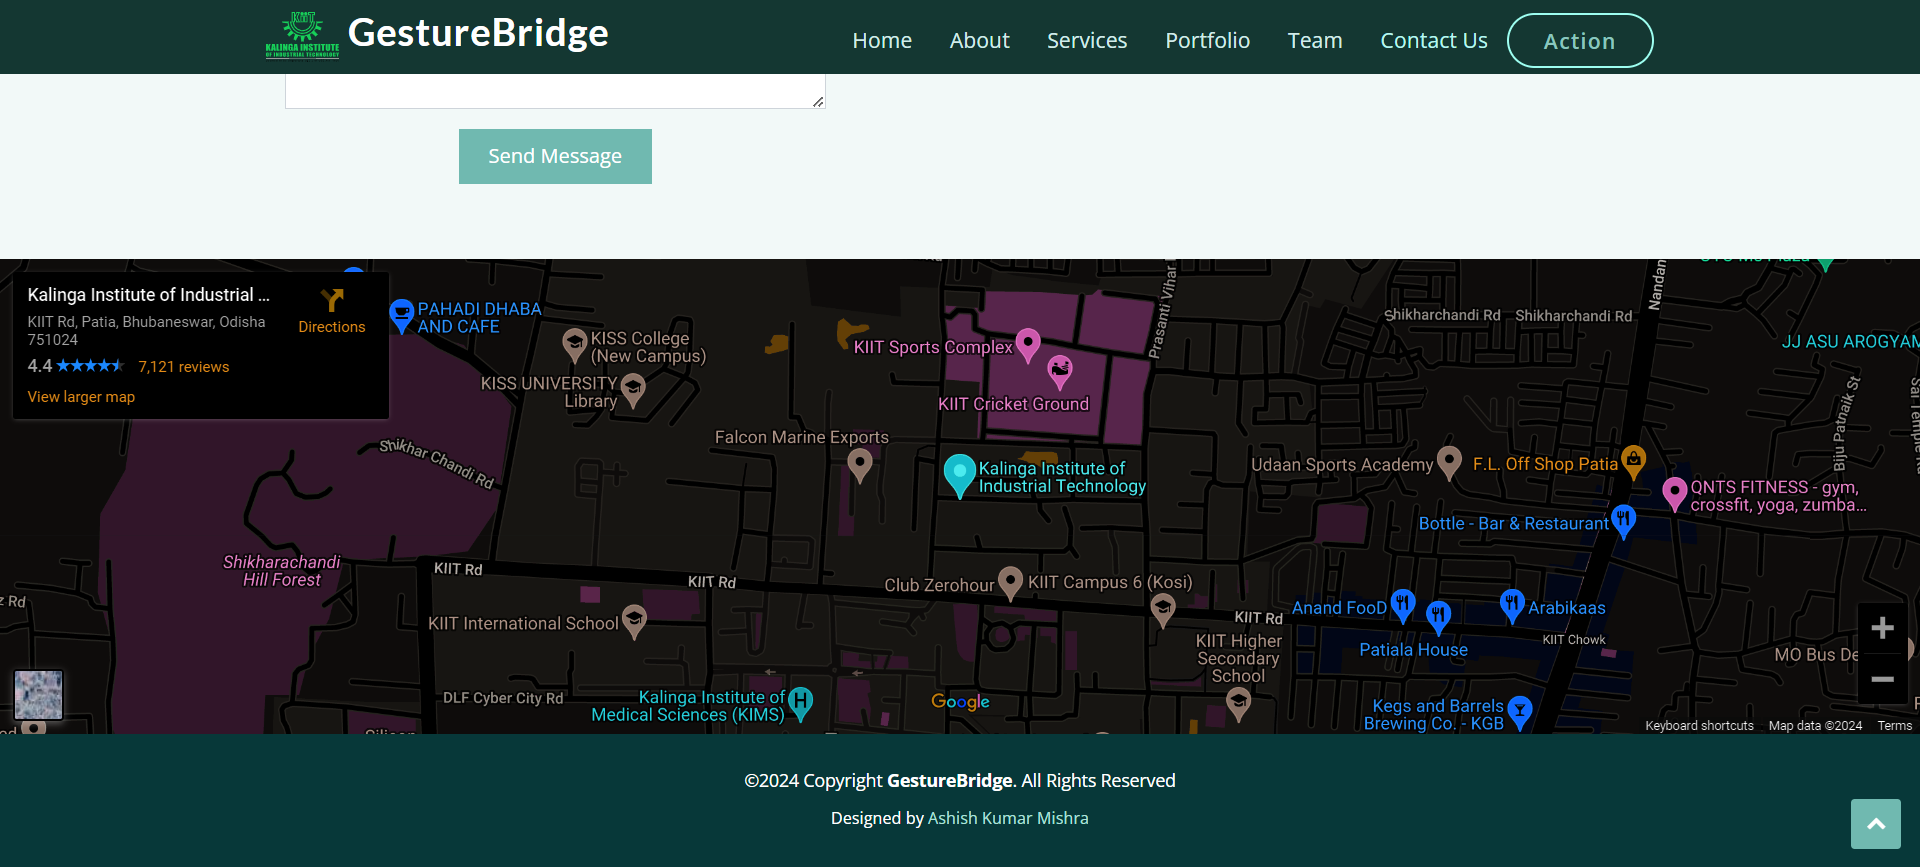 KIIT
KALINGA INSTITUTE
OF INDUSTRIAL TECHNOLOGY
GestureBridge
Home
About
Services
Portfolio
Team
Contact Us
Action
Send Message
Kalinga Institute of Industrial ...
KIIT Rd, Patia, Bhubaneswar, Odisha
751024
4.4
7,121 reviews
View larger map
Directions
PAHADI DHABA
AND CAFE
KISS College
(New Campus)
KISS UNIVERSITY
Library
KIIT Sports Complex
KIIT Cricket Ground
Prasanti Vihar
Nandan
Shikharchandi Rd
Shikharchandi Rd
JJ ASU AROGYAM
Biju Patnaik St
Falcon Marine Exports
Shikhar Chandi Rd
Kalinga Institute of
Industrial Technology
Udaan Sports Academy
F.L. Off Shop Patia
QNTS FITNESS - gym,
crossfit, yoga, zumba...
Bottle - Bar & Restaurant
Shikharachandi
Hill Forest
KIIT Rd
KIIT Rd
Club Zerohour
KIIT Campus 6 (Kosi)
KIIT Rd
Anand FooD
Arabikaas
Patiala House
KIIT Chowk
KIIT International School
KIIT Higher
Secondary
School
MO Bus De
DLF Cyber City Rd
Kalinga Institute of
Medical Sciences (KIMS)
Google
Kegs and Barrels
Brewing Co. - KGB
Keyboard shortcuts
Map data ©2024
Terms
©2024 Copyright GestureBridge. All Rights Reserved
Designed by Ashish Kumar Mishra